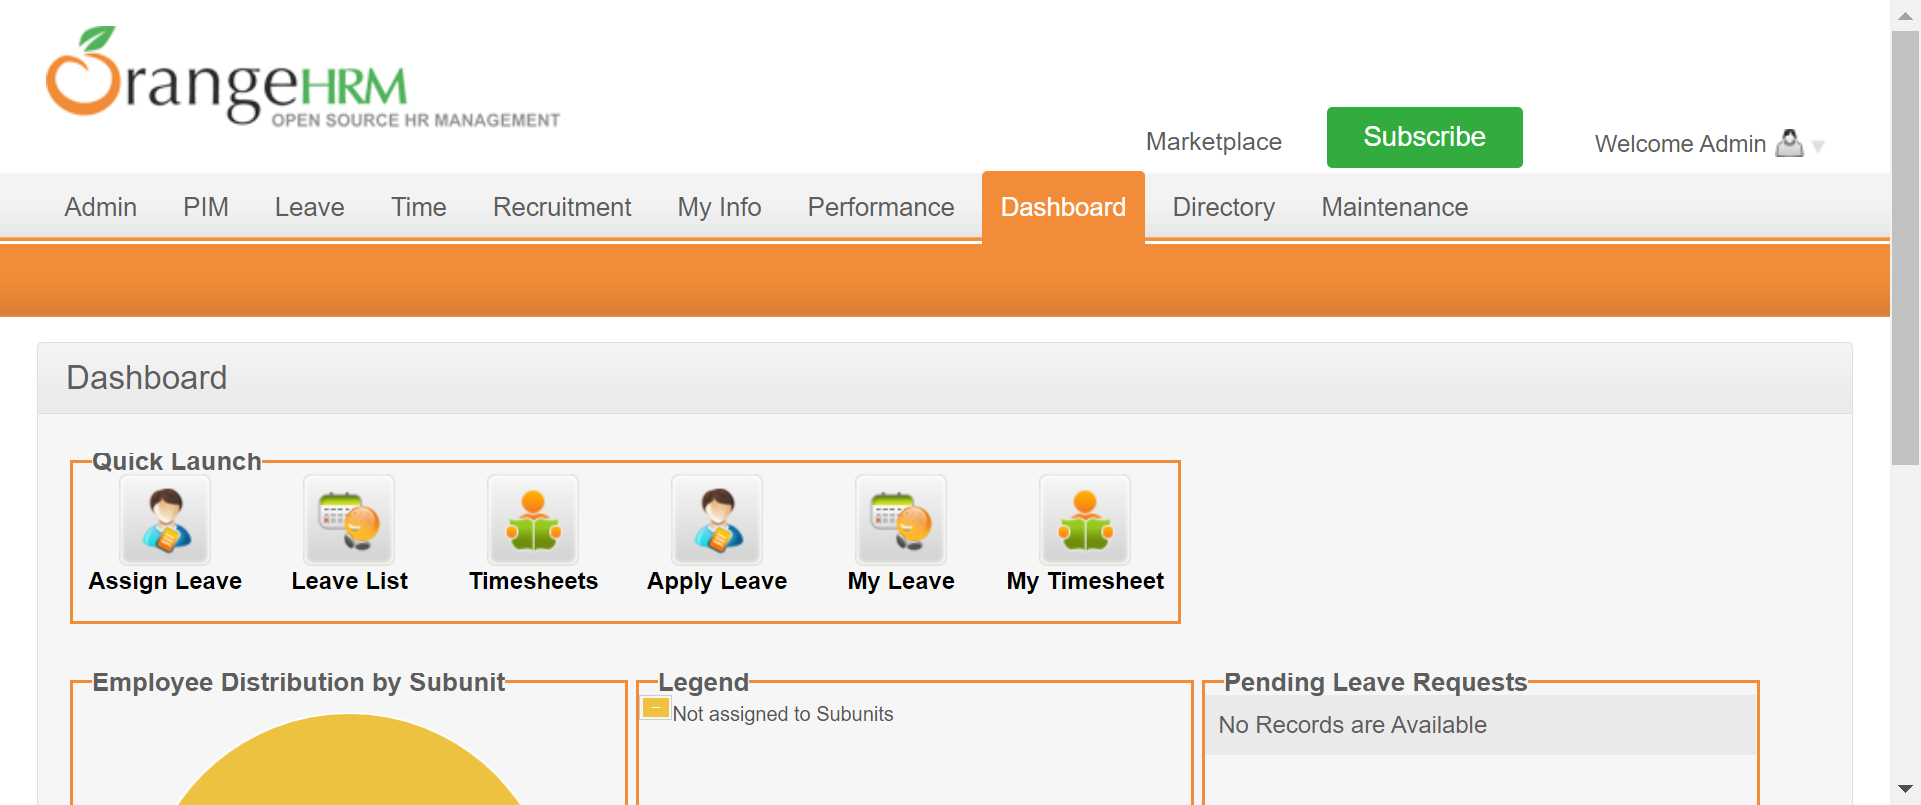 OrangeHRM
OPEN SOURCE HR MANAGEMENT
Marketplace
Subscribe
Welcome Admin
Admin PIM Leave Time Recruitment My Info Performance Dashboard Directory Maintenance
Dashboard
Quick Launch
Assign Leave Leave List Timesheets Apply Leave My Leave My Timesheet
Employee Distribution by Subunit
Legend
Not assigned to Subunits
Pending Leave Requests
No Records are Available